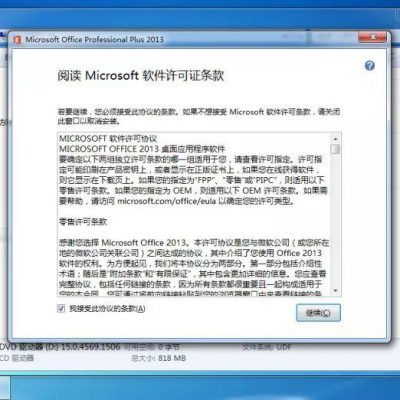 Microsoft Office Professional Plus 2013
阅读 Microsoft 软件许可证条款
若要继续，您必须接受此协议的条款。如果不想接受 Microsoft 软件许可条款，请关闭
此窗口以取消安装。
MICROSOFT 软件许可协议
MICROSOFT OFFICE 2013 桌面应用程序软件
要确定以下两组独立许可条款的哪一组适用于您，请查看许可指定。许可指
定可能印刷在产品密钥上，或者显示在正版证书上，如果您在线获得软件，
则它显示在下载页上。如果您的指定为“FPP”、“零售”或“PIPC”，则适用以下
零售许可条款。如果您的指定为 OEM，则适用以下 OEM 许可条款。如果需
要帮助，请访问 microsoft.com/office/eula 以确定您的许可类型。
零售许可条款
感谢您选择 Microsoft Office 2013。本许可协议是您与微软公司（或您所在
地的微软公司关联公司）之间达成的协议，其中介绍了您使用 Office 2013
软件的权利。为方便起见，我们将本协议分为两部分。第一部分包括介绍性
术语；随后是“附加条款”和“有限保证”，其中包含更加详细的信息。您应查看
完整协议，包括任何链接的条款，因为所有条款都很重要且一起构成适用于
您的本合同。您可通过将前向链接粘贴到您的浏览器窗口中来查看链接的条
我接受此协议的条款(A)
继续(C)
DVD 驱动器 (D:) 15.0.4569.1506
可用空间: 0 字节
文件系统: UDF
CD 驱动器
总大小: 818 MB